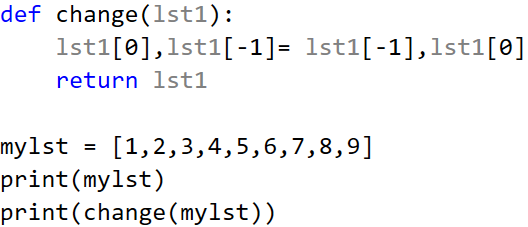 def change(lst1):
    lst1[0],lst1[-1]= lst1[-1],lst1[0]
    return lst1

mylst = [1,2,3,4,5,6,7,8,9]
print(mylst)
print(change(mylst))